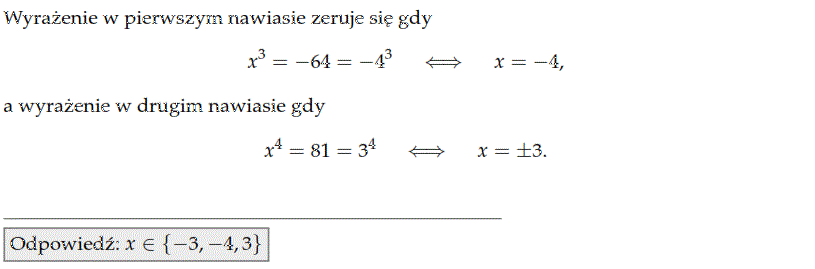 Wyrażenie w pierwszym nawiasie zeruje się gdy
x³ = −64 = −4³ ⟺ x = −4,
a wyrażenie w drugim nawiasie gdy
x⁴ = 81 = 3⁴ ⟺ x = ±3.
Odpowiedź: x ∈ {−3, −4, 3}